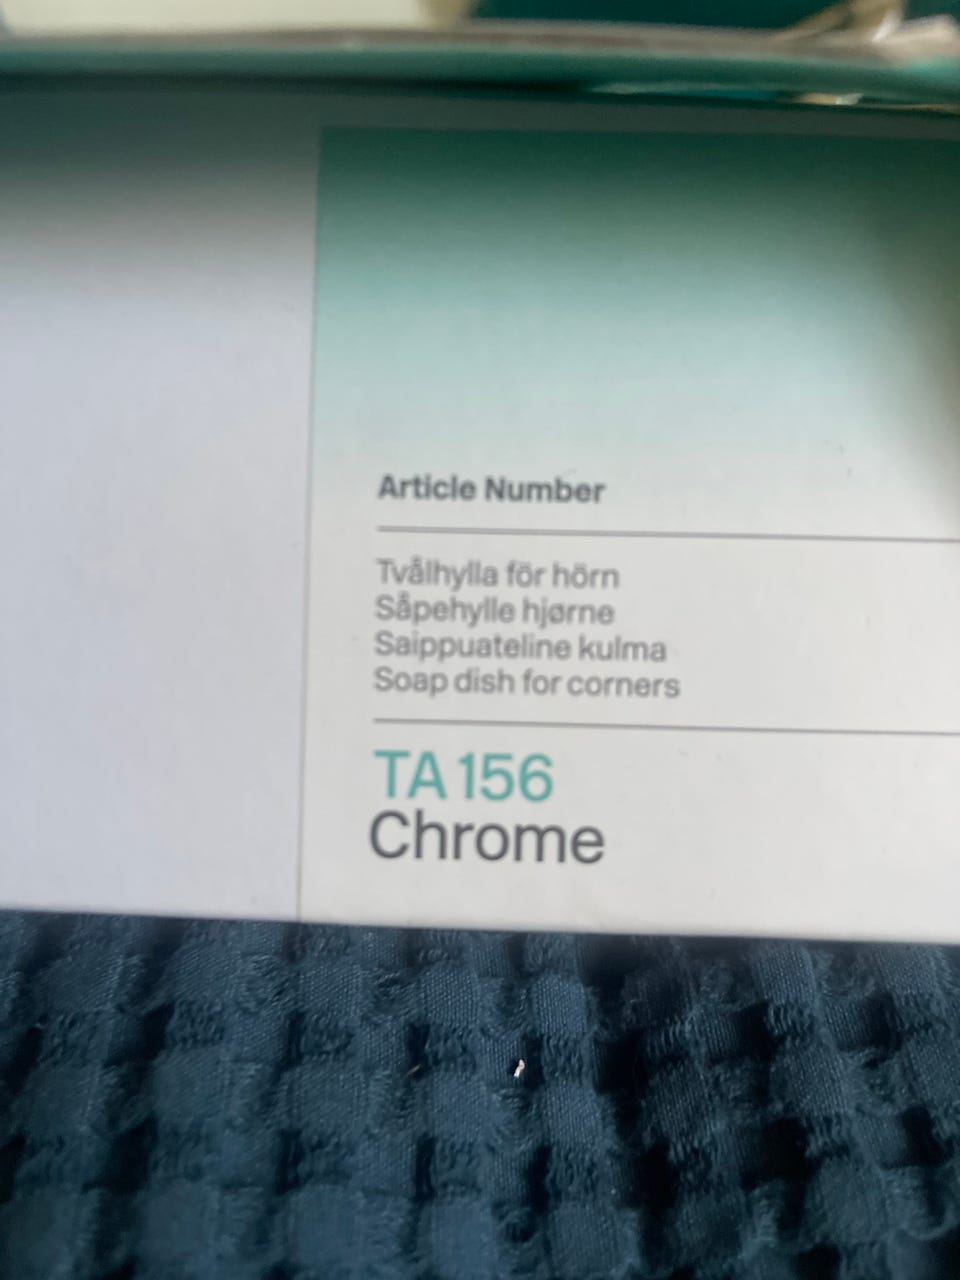 Article Number
Tvålhylla för hörn
Såpehylle hjørne
Saippuateline kulma
Soap dish for corners
TA 156
Chrome